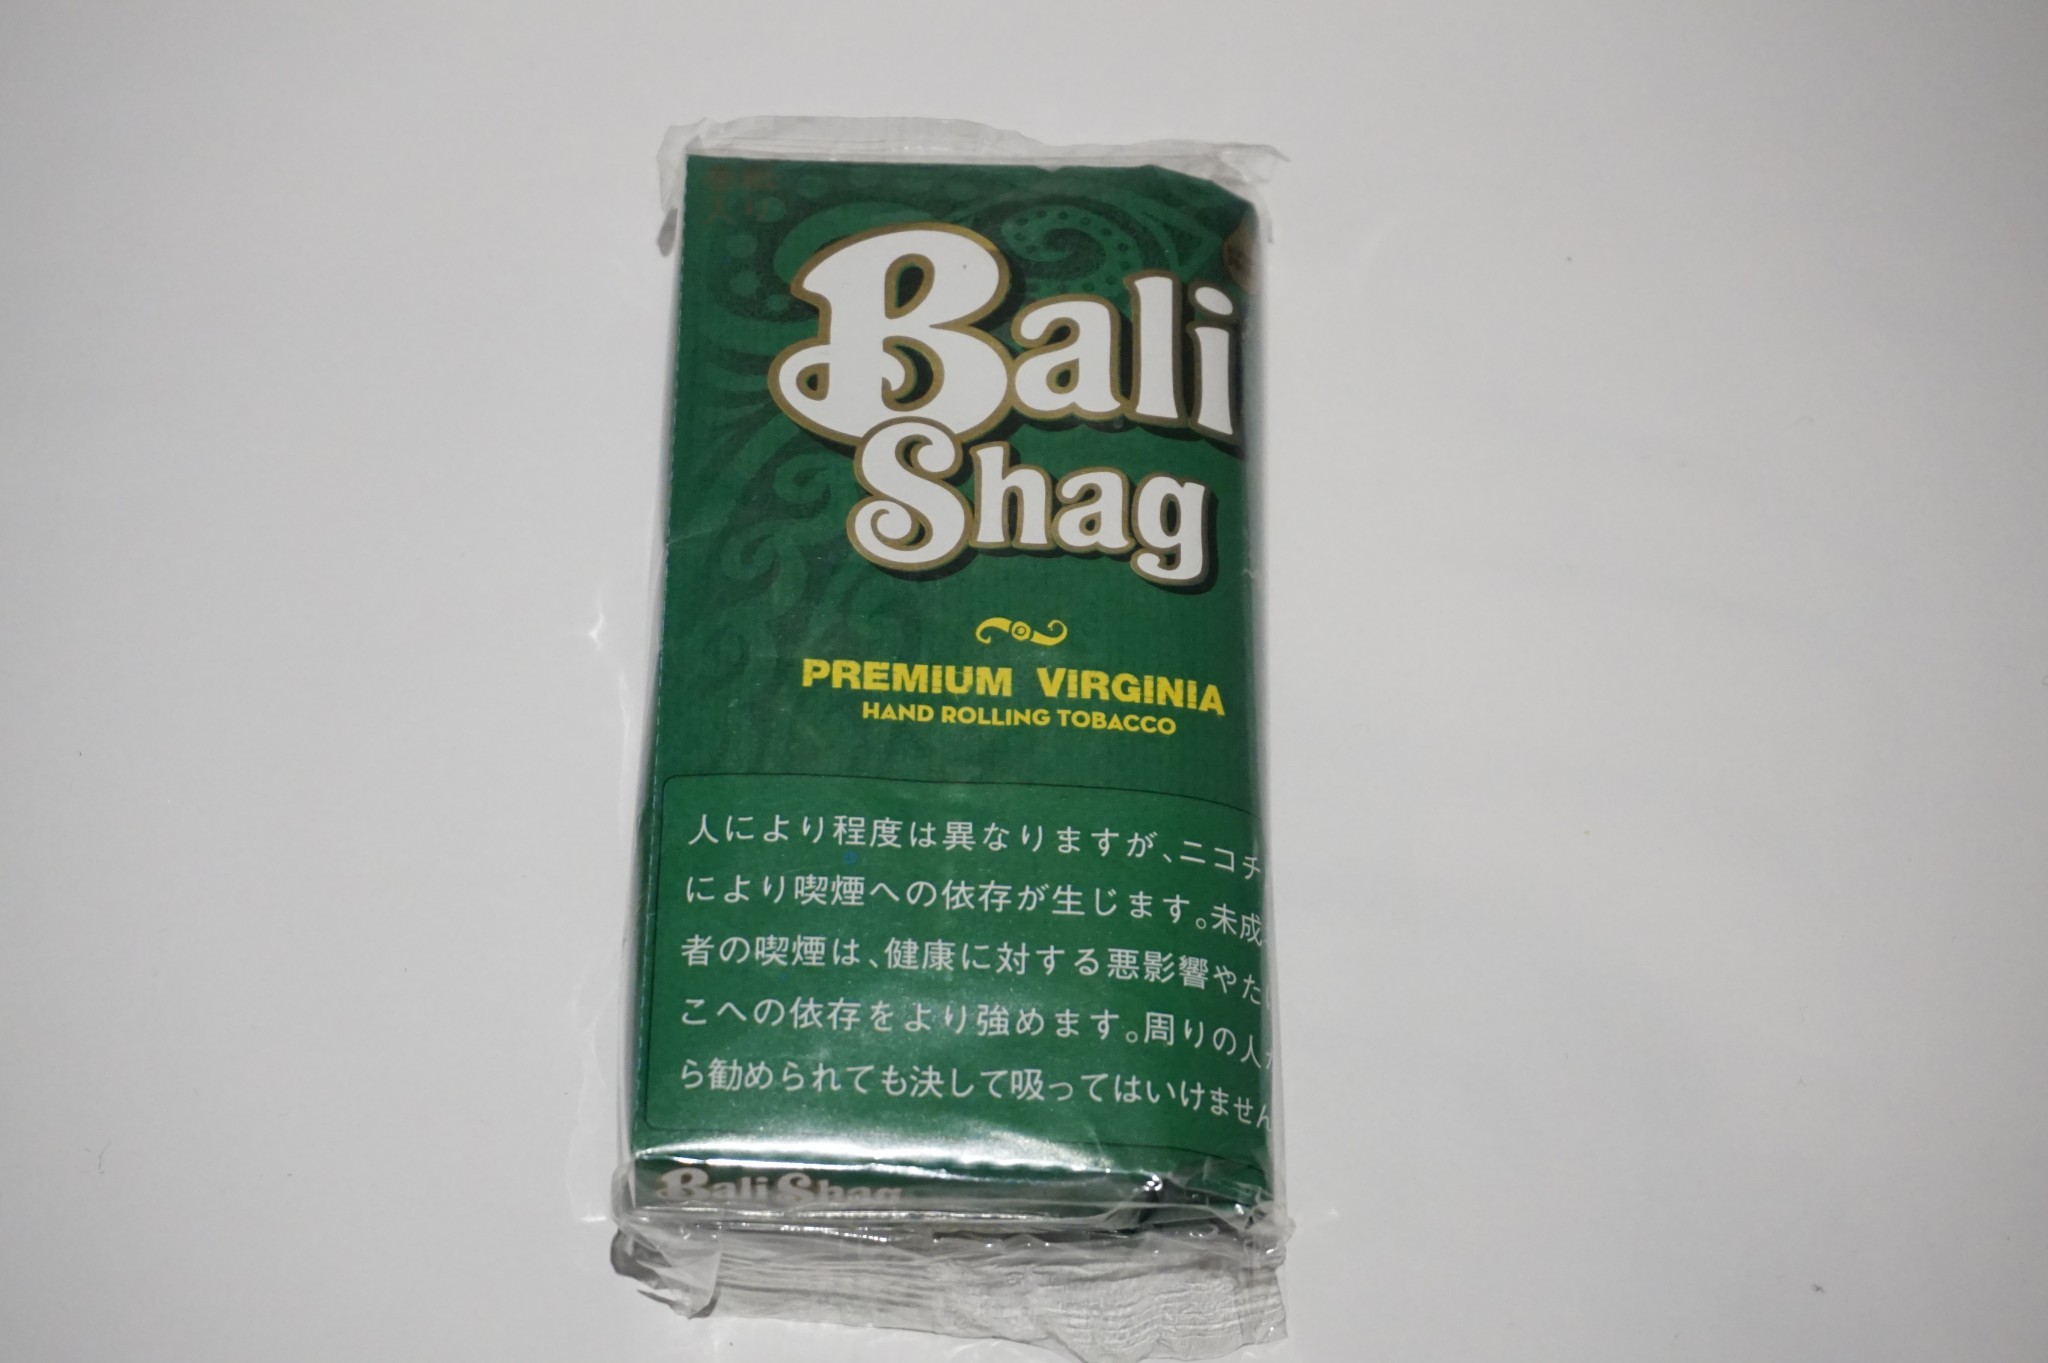 Bali
Shag
PREMIUM VIRGINIA
HAND ROLLING TOBACCO
人により程度は異なりますが、ニコチ
により喫煙への依存が生じます。未成
者の喫煙は、健康に対する悪影響やた
こへの依存をより強めます。周りの人
ら勧められても決して吸ってはいけません
Bali Shag